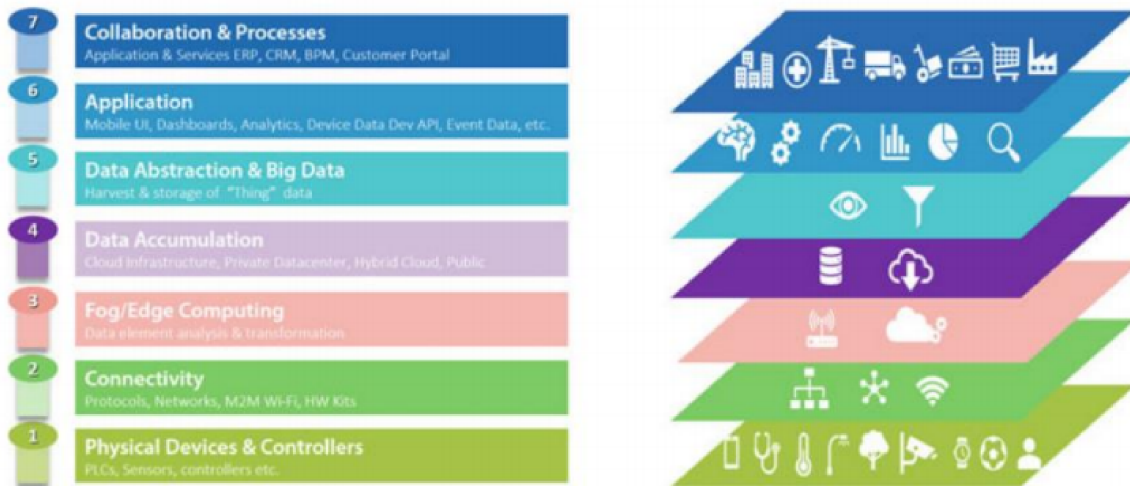 7
Collaboration & Processes
Application & Services ERP, CRM, BPM, Customer Portal
6
Application
Mobile UI, Dashboards, Analytics, Device Data Dev API, Event Data, etc.
5
Data Abstraction & Big Data
Harvest & storage of “Thing” data
4
Data Accumulation
Cloud Infrastructure, Private Datacenter, Hybrid Cloud, Public
3
Fog/Edge Computing
Data element analysis & transformation
2
Connectivity
Protocols, Networks, M2M Wi-Fi, HW Kits
1
Physical Devices & Controllers
PLCs, Sensors, controllers etc.